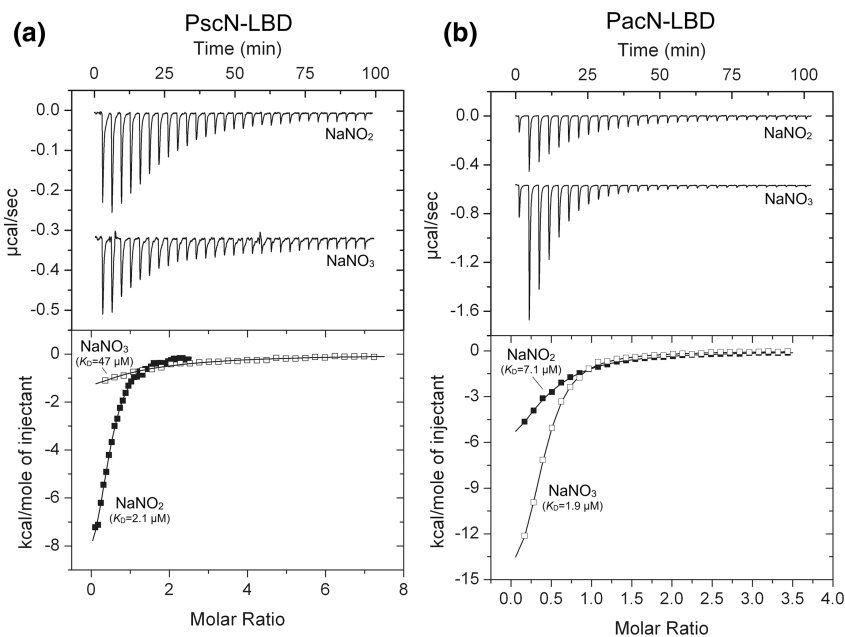 (a)
PscN-LBD
Time (min)
0 25 50 75 100
0.0
-0.1
-0.2
-0.3
-0.4
-0.5
µcal/sec
NaNO2
NaNO3
0
-2
-4
-6
-8
kcal/mole of injectant
NaNO3
(KD=47 µM)
NaNO2
(KD=2.1 µM)
0 2 4 6 8
Molar Ratio
(b)
PacN-LBD
Time (min)
0 25 50 75 100
0.0
-0.4
-0.8
-1.2
-1.6
µcal/sec
NaNO2
NaNO3
0
-3
-6
-9
-12
-15
kcal/mole of injectant
NaNO2
(KD=7.1 µM)
NaNO3
(KD=1.9 µM)
0.0 0.5 1.0 1.5 2.0 2.5 3.0 3.5 4.0
Molar Ratio